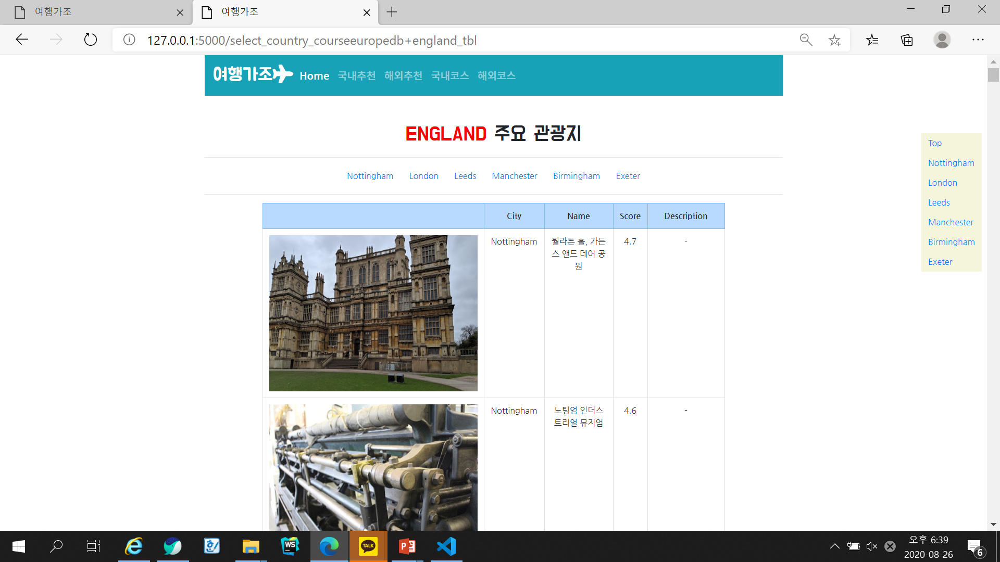 여행가조
여행가조
127.0.0.1:5000/select_country_courseeuropedb+england_tbl
여행가조 Home 국내추천 해외추천 국내코스 해외코스
ENGLAND 주요 관광지
Nottingham London Leeds Manchester Birmingham Exeter
Top
Nottingham
London
Leeds
Manchester
Birmingham
Exeter
City Name Score Description
Nottingham 월라튼 홀, 가든 4.7 -
스 앤드 데어 공
원
Nottingham 노팅엄 인더스 4.6 -
트리얼 뮤지엄
한
WS
TALK
P
오후 6:39
2020-08-26
6